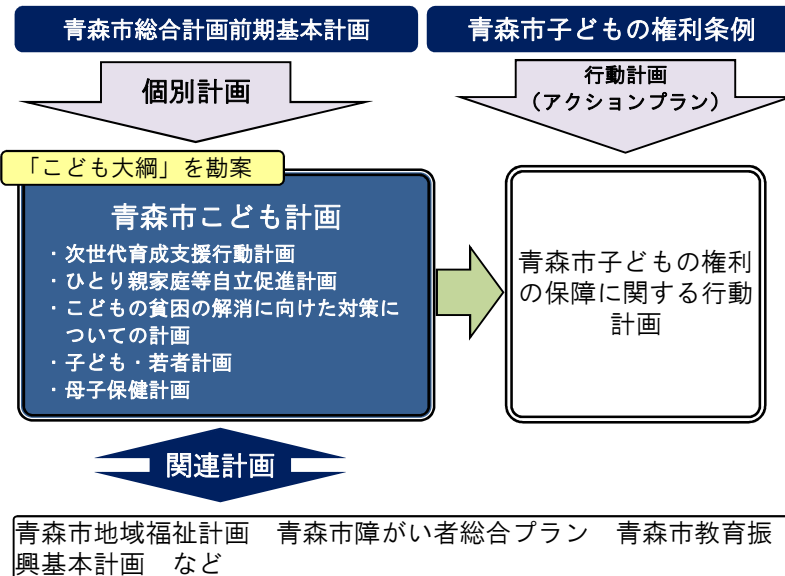 青森市総合計画前期基本計画
青森市子どもの権利条例
個別計画
行動計画
（アクションプラン）
「こども大綱」を勘案
青森市こども計画
・次世代育成支援行動計画
・ひとり親家庭等自立促進計画
・こどもの貧困の解消に向けた対策に
ついての計画
・子ども・若者計画
・母子保健計画
青森市子どもの権利
の保障に関する行動
計画
関連計画
青森市地域福祉計画　青森市障がい者総合プラン　青森市教育振
興基本計画　など